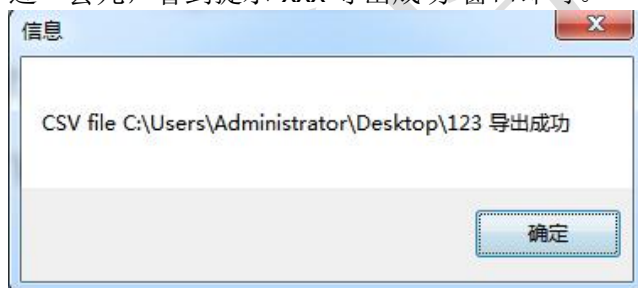 信息
CSV file C:\Users\Administrator\Desktop\123 导出成功
确定